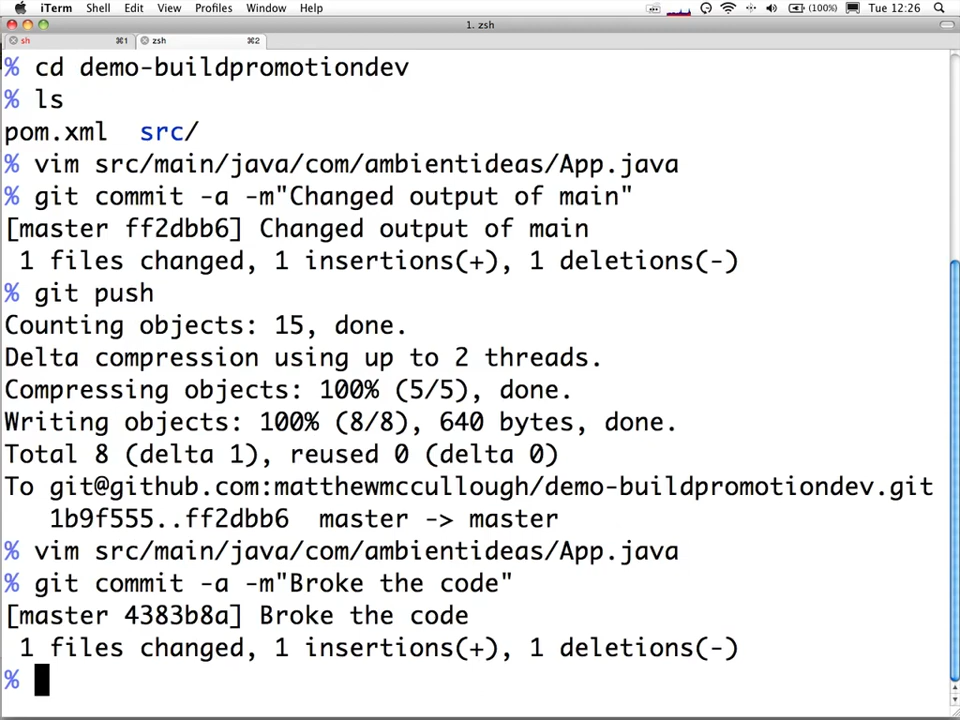 iTerm Shell Edit View Profiles Window Help (100%) Tue 12:26
1. zsh
sh ⌘1 zsh ⌘2
% cd demo-buildpromotiondev
% ls
pom.xml  src/
% vim src/main/java/com/ambientideas/App.java
% git commit -a -m"Changed output of main"
[master ff2dbb6] Changed output of main
 1 files changed, 1 insertions(+), 1 deletions(-)
% git push
Counting objects: 15, done.
Delta compression using up to 2 threads.
Compressing objects: 100% (5/5), done.
Writing objects: 100% (8/8), 640 bytes, done.
Total 8 (delta 1), reused 0 (delta 0)
To git@github.com:matthewmccullough/demo-buildpromotiondev.git
   1b9f555..ff2dbb6  master -> master
% vim src/main/java/com/ambientideas/App.java
% git commit -a -m"Broke the code"
[master 4383b8a] Broke the code
 1 files changed, 1 insertions(+), 1 deletions(-)
%